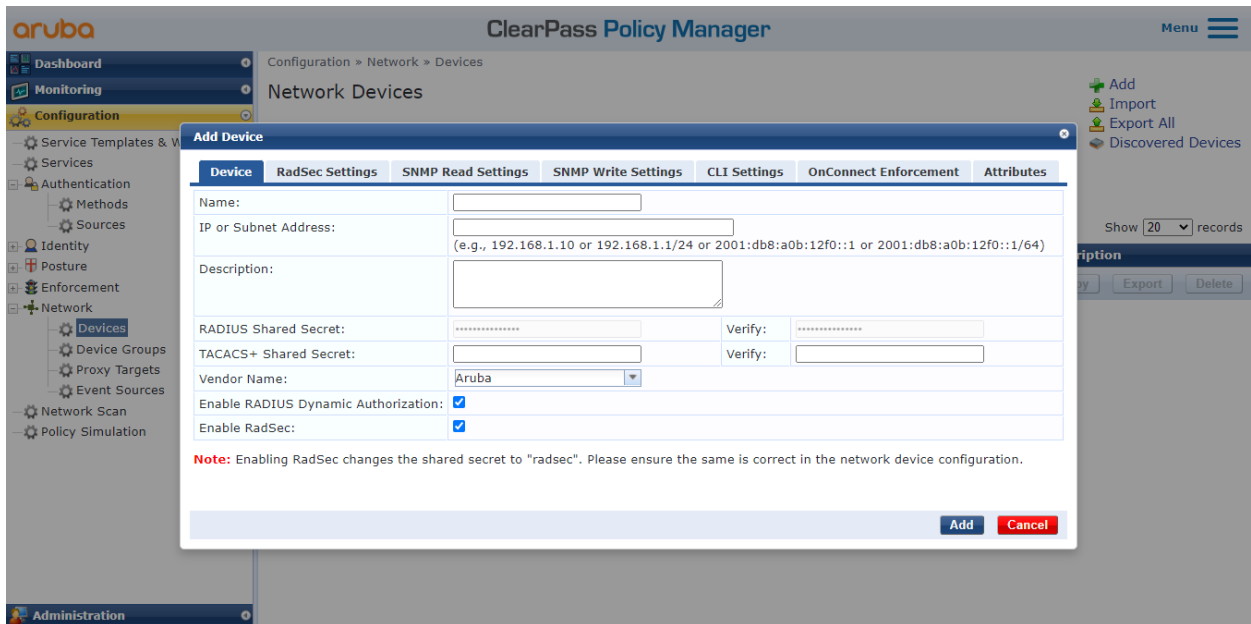 aruba
ClearPass Policy Manager
Menu
Dashboard
Monitoring
Configuration
Service Templates & W
Services
Authentication
Methods
Sources
Identity
Posture
Enforcement
Network
Devices
Device Groups
Proxy Targets
Event Sources
Network Scan
Policy Simulation
Administration
Configuration » Network » Devices
Network Devices
Add
Import
Export All
Discovered Devices
Show 20 records
ription
py Export Delete
Add Device
Device RadSec Settings SNMP Read Settings SNMP Write Settings CLI Settings OnConnect Enforcement Attributes
Name:
IP or Subnet Address:
(e.g., 192.168.1.10 or 192.168.1.1/24 or 2001:db8:a0b:12f0::1 or 2001:db8:a0b:12f0::1/64)
Description:
RADIUS Shared Secret: ••••••••••••••• Verify: •••••••••••••••
TACACS+ Shared Secret: Verify:
Vendor Name: Aruba
Enable RADIUS Dynamic Authorization:
Enable RadSec:
Note: Enabling RadSec changes the shared secret to "radsec". Please ensure the same is correct in the network device configuration.
Add Cancel